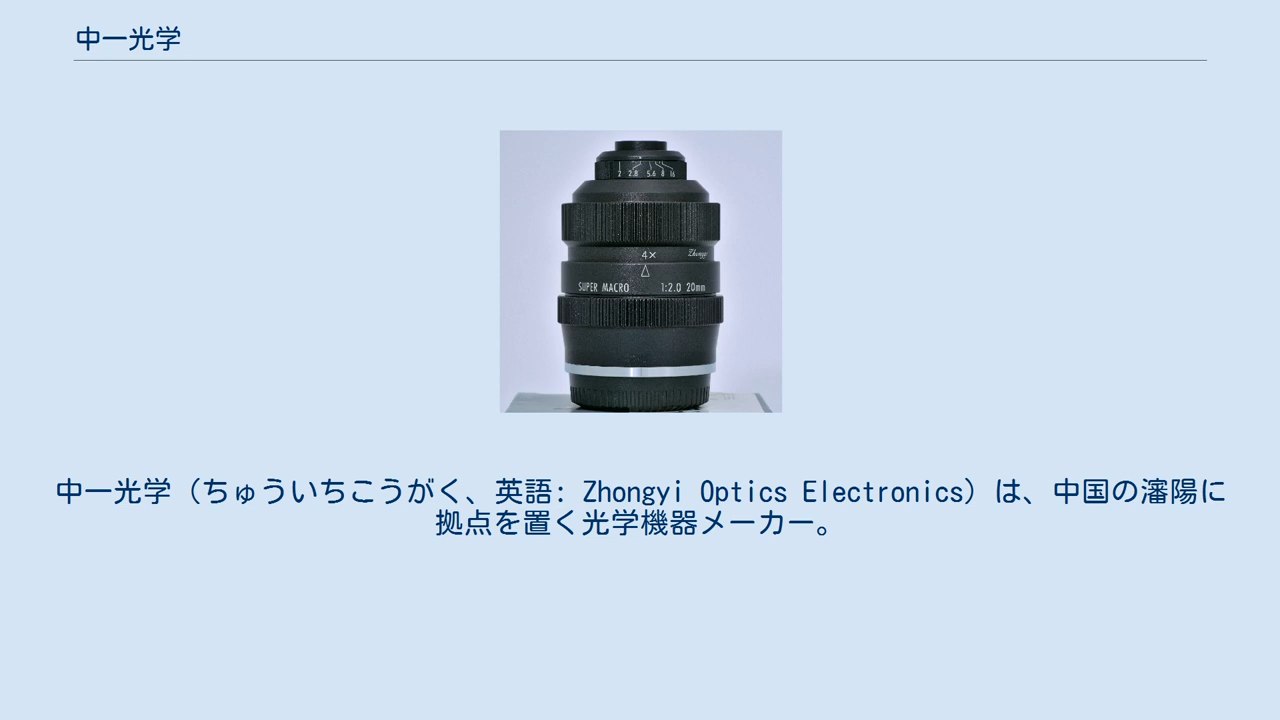 中一光学
2 2.8 5.6 8 16
4×
Zhongyi
SUPER MACRO 1:2.0 20mm
中一光学（ちゅういちこうがく、英語: Zhongyi Optics Electronics）は、中国の瀋陽に
拠点を置く光学機器メーカー。